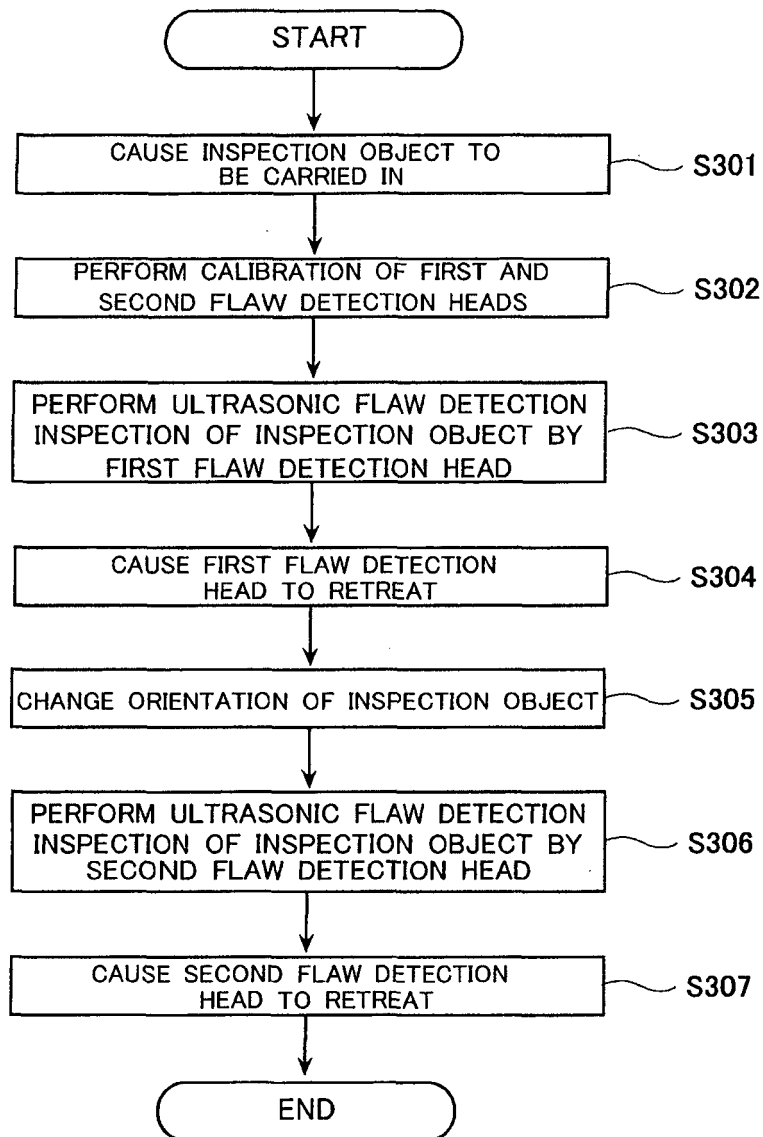 START
CAUSE INSPECTION OBJECT TO
BE CARRIED IN
S301
PERFORM CALIBRATION OF FIRST AND
SECOND FLAW DETECTION HEADS
S302
PERFORM ULTRASONIC FLAW DETECTION
INSPECTION OF INSPECTION OBJECT BY
FIRST FLAW DETECTION HEAD
S303
CAUSE FIRST FLAW DETECTION
HEAD TO RETREAT
S304
CHANGE ORIENTATION OF INSPECTION OBJECT
S305
PERFORM ULTRASONIC FLAW DETECTION
INSPECTION OF INSPECTION OBJECT BY
SECOND FLAW DETECTION HEAD
S306
CAUSE SECOND FLAW DETECTION
HEAD TO RETREAT
S307
END